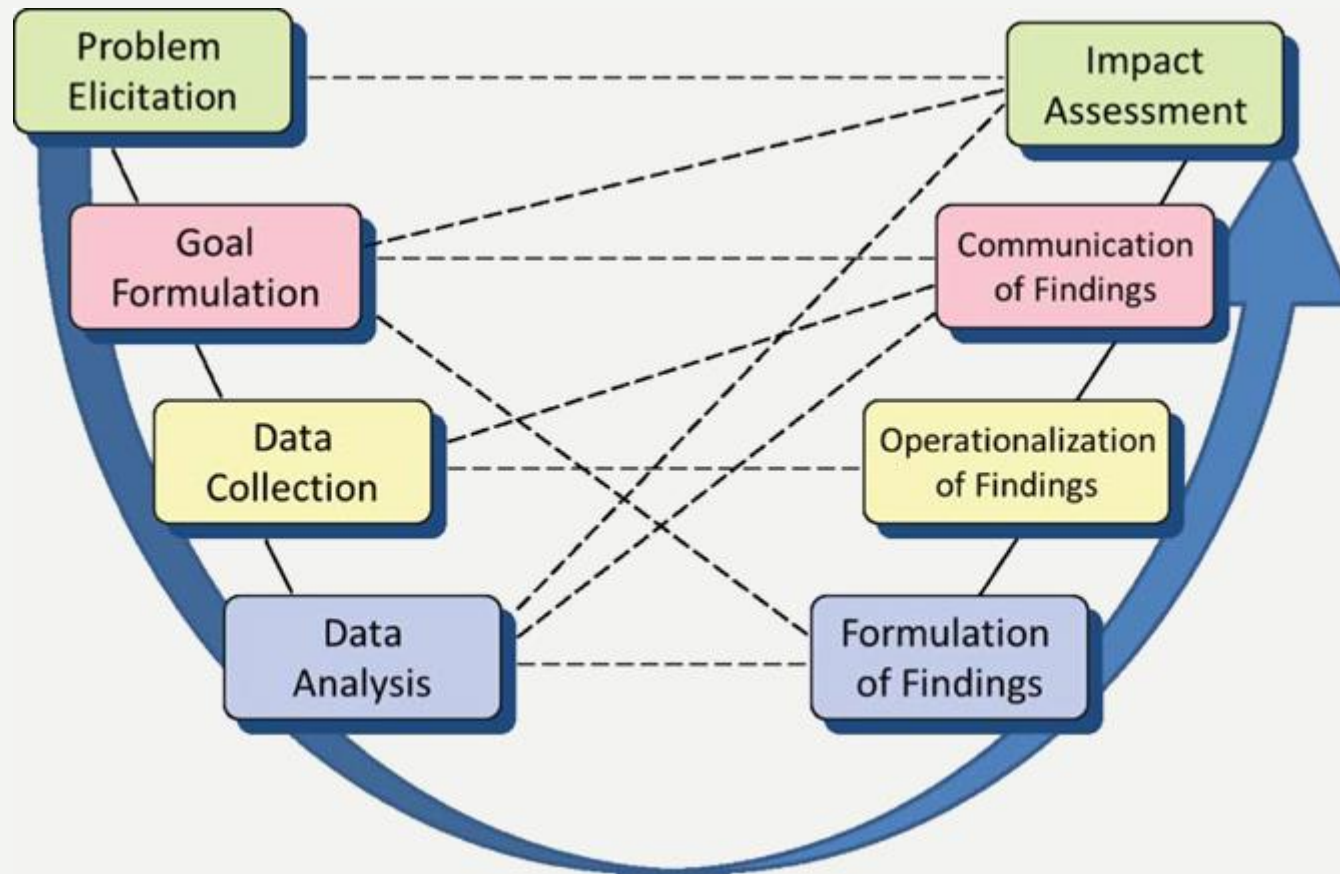 Problem
Elicitation
Impact
Assessment
Goal
Formulation
Communication
of Findings
Data
Collection
Operationalization
of Findings
Data
Analysis
Formulation
of Findings